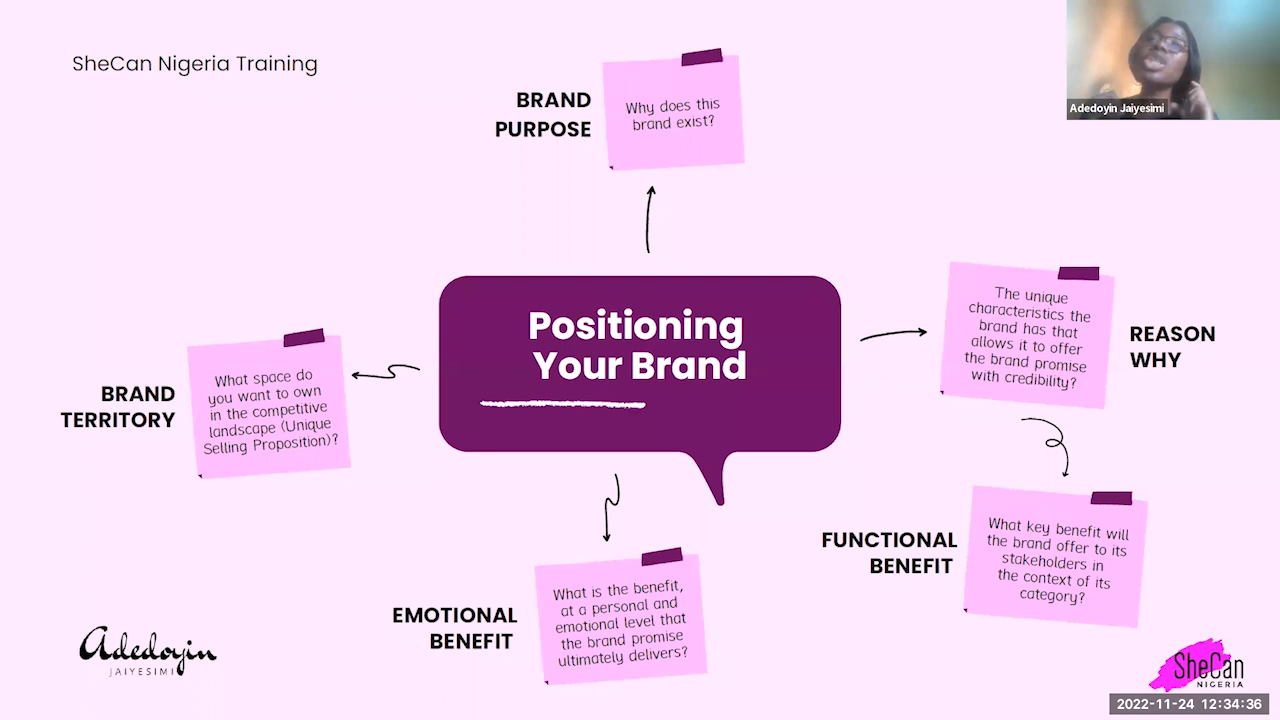 SheCan Nigeria Training
BRAND
PURPOSE
Why does this
brand exist?
Adedoyin Jaiyesimi
Positioning
Your Brand
The unique
characteristics the
brand has that
allows it to offer
the brand promise
with credibility?
REASON
WHY
BRAND
TERRITORY
What space do
you want to own
in the competitive
landscape (Unique
Selling Proposition)?
FUNCTIONAL
BENEFIT
What key benefit will
the brand offer to its
stakeholders in
the context of its
category?
EMOTIONAL
BENEFIT
What is the benefit,
at a personal and
emotional level that
the brand promise
ultimately delivers?
Adedoyin
JAIYESIMI
SheCan
NIGERIA
2022-11-24 12:34:36